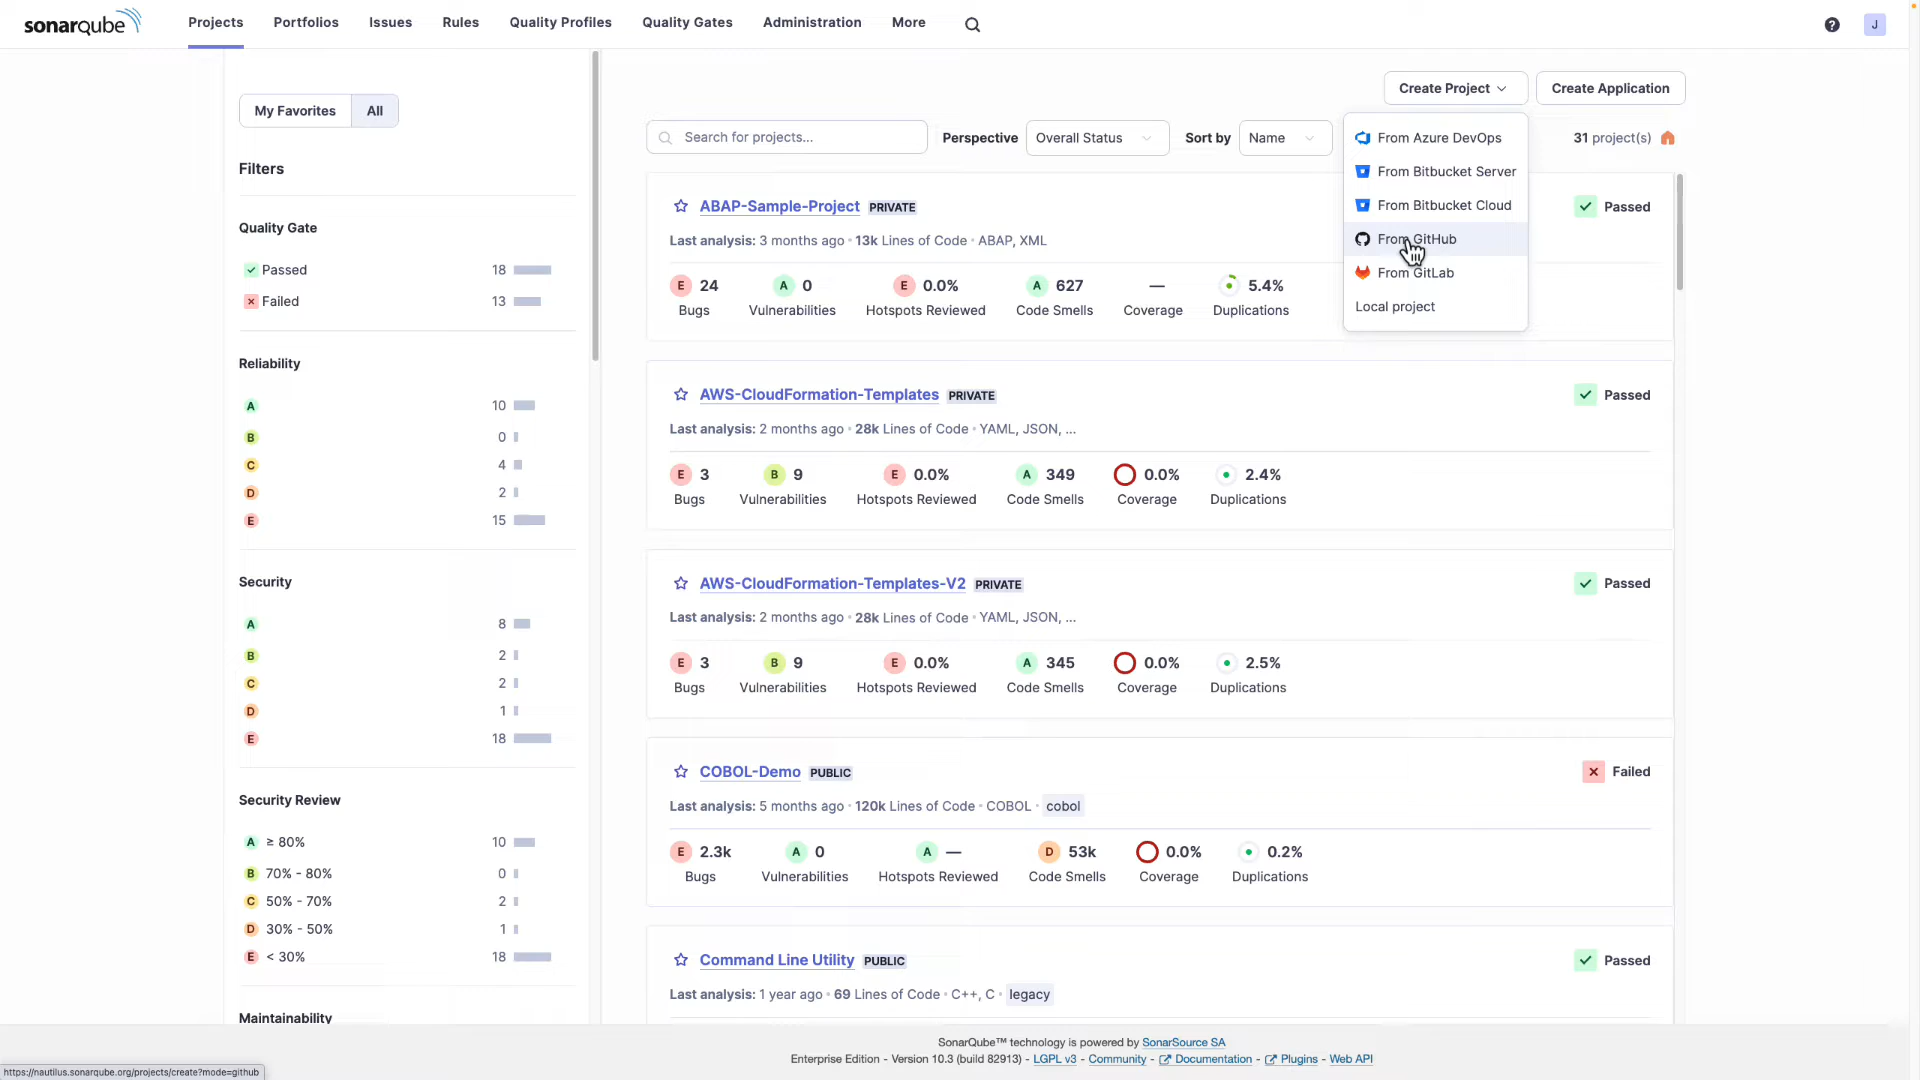 sonarqube
Projects Portfolios Issues Rules Quality Profiles Quality Gates Administration More
? J
Create Project Create Application
My Favorites All
Search for projects... Perspective Overall Status Sort by Name 31 project(s)
From Azure DevOps
From Bitbucket Server
From Bitbucket Cloud
From GitHub
From GitLab
Local project
Filters
Quality Gate
Passed 18
Failed 13
Reliability
A 10
B 0
C 4
D 2
E 15
Security
A 8
B 2
C 2
D 1
E 18
Security Review
A ≥ 80% 10
B 70% - 80% 0
C 50% - 70% 2
D 30% - 50% 1
E < 30% 18
Maintainability
ABAP-Sample-Project PRIVATE Passed
Last analysis: 3 months ago · 13k Lines of Code · ABAP, XML
E 24 A 0 E 0.0% A 627 — 5.4%
Bugs Vulnerabilities Hotspots Reviewed Code Smells Coverage Duplications
AWS-CloudFormation-Templates PRIVATE Passed
Last analysis: 2 months ago · 28k Lines of Code · YAML, JSON, ...
E 3 B 9 E 0.0% A 349 0.0% 2.4%
Bugs Vulnerabilities Hotspots Reviewed Code Smells Coverage Duplications
AWS-CloudFormation-Templates-V2 PRIVATE Passed
Last analysis: 2 months ago · 28k Lines of Code · YAML, JSON, ...
E 3 B 9 E 0.0% A 345 0.0% 2.5%
Bugs Vulnerabilities Hotspots Reviewed Code Smells Coverage Duplications
COBOL-Demo PUBLIC Failed
Last analysis: 5 months ago · 120k Lines of Code · COBOL · cobol
E 2.3k A 0 A — D 53k 0.0% 0.2%
Bugs Vulnerabilities Hotspots Reviewed Code Smells Coverage Duplications
Command Line Utility PUBLIC Passed
Last analysis: 1 year ago · 69 Lines of Code · C++, C · legacy
SonarQube™ technology is powered by SonarSource SA
Enterprise Edition - Version 10.3 (build 82913) - LGPL v3 - Community - Documentation - Plugins - Web API
https://nautilus.sonarqube.org/projects/create?mode=github